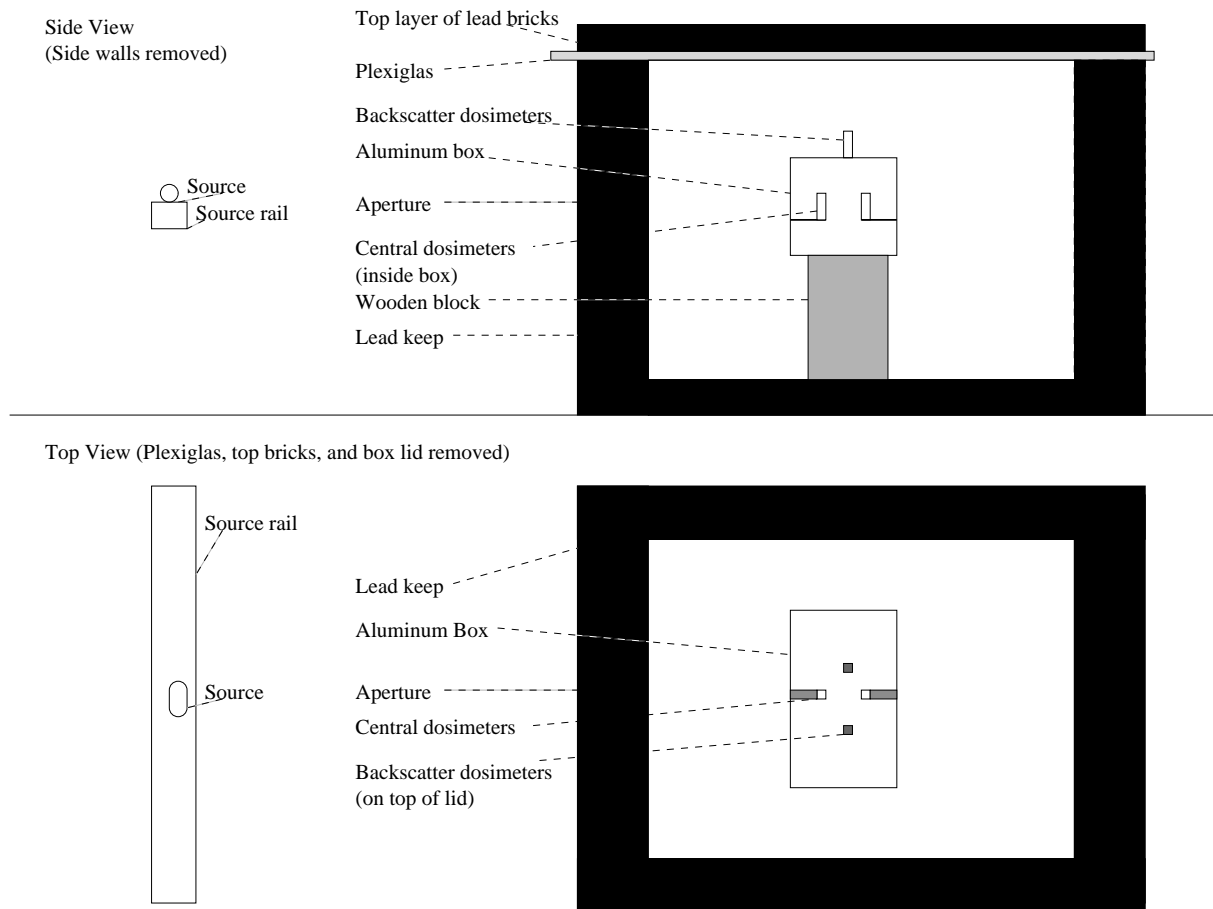 Side View
(Side walls removed)
Top layer of lead bricks
Plexiglas
Backscatter dosimeters
Aluminum box
Source
Source rail
Aperture
Central dosimeters
(inside box)
Wooden block
Lead keep
Top View (Plexiglas, top bricks, and box lid removed)
Source rail
Lead keep
Aluminum Box
Source
Aperture
Central dosimeters
Backscatter dosimeters
(on top of lid)